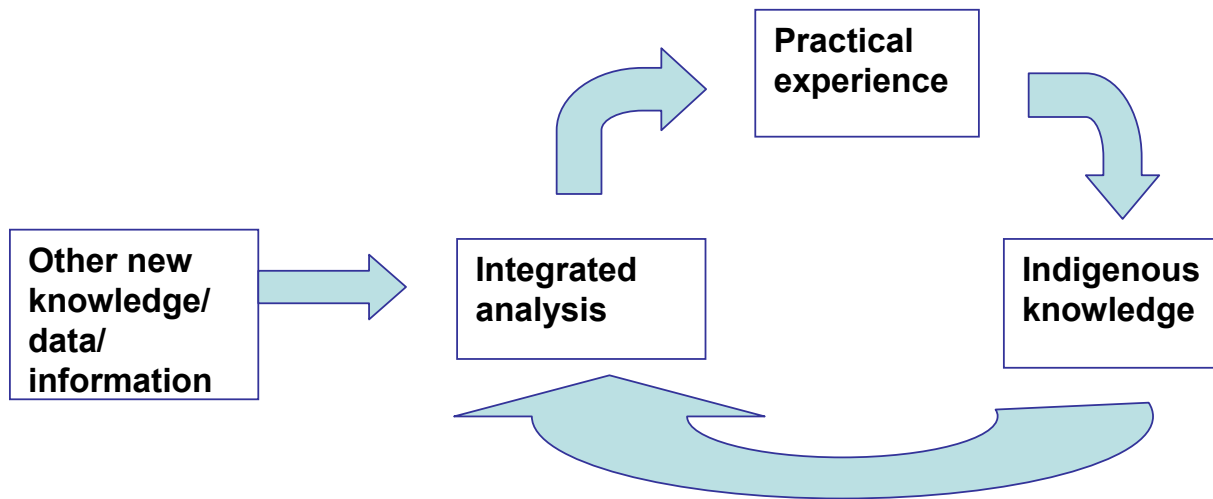 Practical
experience
Other new
knowledge/
data/
information
Integrated
analysis
Indigenous
knowledge